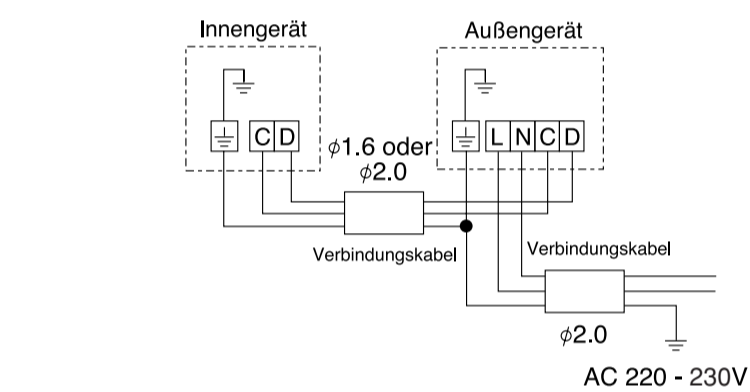 Innengerät
Außengerät
C D
L N C D
ϕ1.6 oder
ϕ2.0
Verbindungskabel
Verbindungskabel
ϕ2.0
AC 220 - 230V